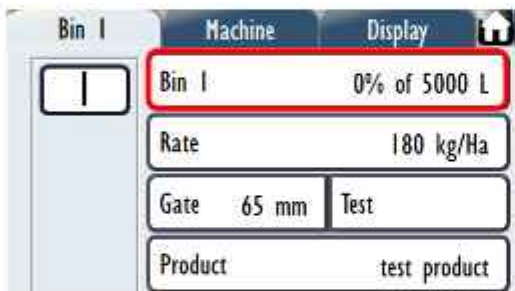 Bin 1 Machine Display
1
Bin 1 0% of 5000 L
Rate 180 kg/Ha
Gate 65 mm Test
Product test product